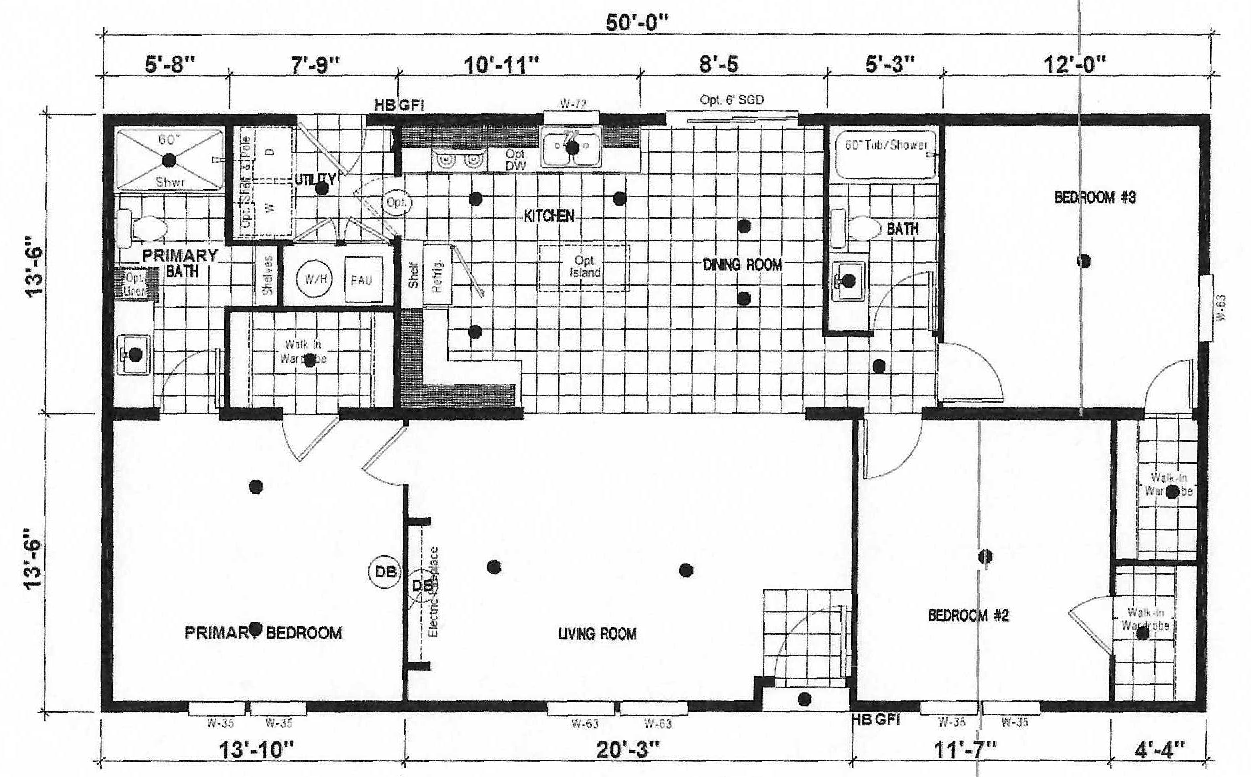 50'-0"
5'-8" 7'-9" 10'-11" 8'-5 5'-3" 12'-0"
HB GFI W-72 Opt. 6' SGD
60"
Shwr
Opt. Shelf & Pole
D
W
UTILITY
Opt.
Opt
DW
KITCHEN
Opt
Island
DINING ROOM
60" Tub/Shower
BATH
BEDROOM #3
W-63
13'-6"
PRIMARY
BATH
Opt.
Shelves
W/H
FAU
Shelf
Refrig.
Walk-In
Wardrobe
13'-6"
PRIMARY BEDROOM
DB
DB
Electric Fireplace
LIVING ROOM
BEDROOM #2
Walk-In
Wardrobe
Walk-In
Wardrobe
W-35 W-35 W-63 W-63 HB GFI W-35 W-35
13'-10" 20'-3" 11'-7" 4'-4"